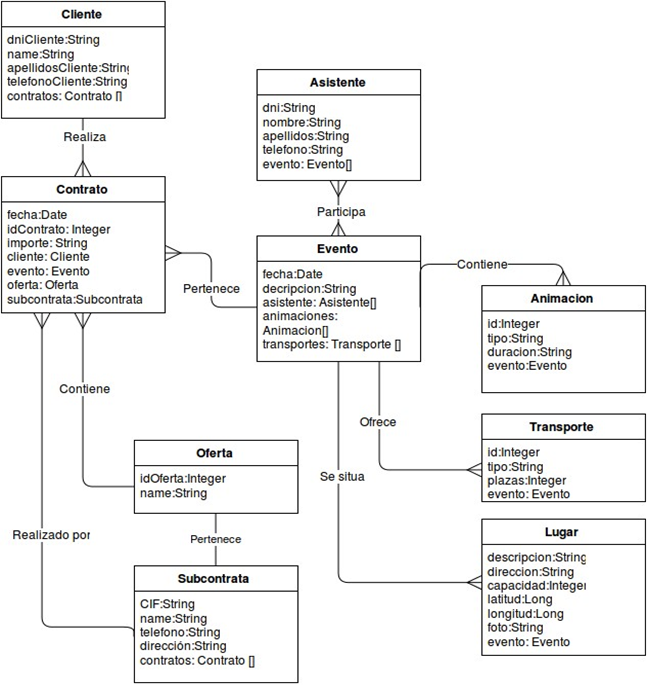 Cliente
dniCliente:String
name:String
apellidosCliente:String
telefonoCliente:String
contratos: Contrato []
Realiza
Contrato
fecha:Date
idContrato: Integer
importe: String
cliente: Cliente
evento: Evento
oferta: Oferta
subcontrata:Subcontrata
Asistente
dni:String
nombre:String
apellidos:String
telefono:String
evento: Evento[]
Participa
Pertenece
Evento
fecha:Date
decripcion:String
asistente: Asistente[]
animaciones:
Animacion[]
transportes: Transporte []
Contiene
Animacion
id:Integer
tipo:String
duracion:String
evento:Evento
Ofrece
Transporte
id:Integer
tipo:String
plazas:Integer
evento: Evento
Se situa
Lugar
descripcion:String
direccion:String
capacidad:Integer
latitud:Long
longitud:Long
foto:String
evento: Evento
Contiene
Oferta
idOferta:Integer
name:String
Pertenece
Realizado por
Subcontrata
CIF:String
name:String
telefono:String
dirección:String
contratos: Contrato []